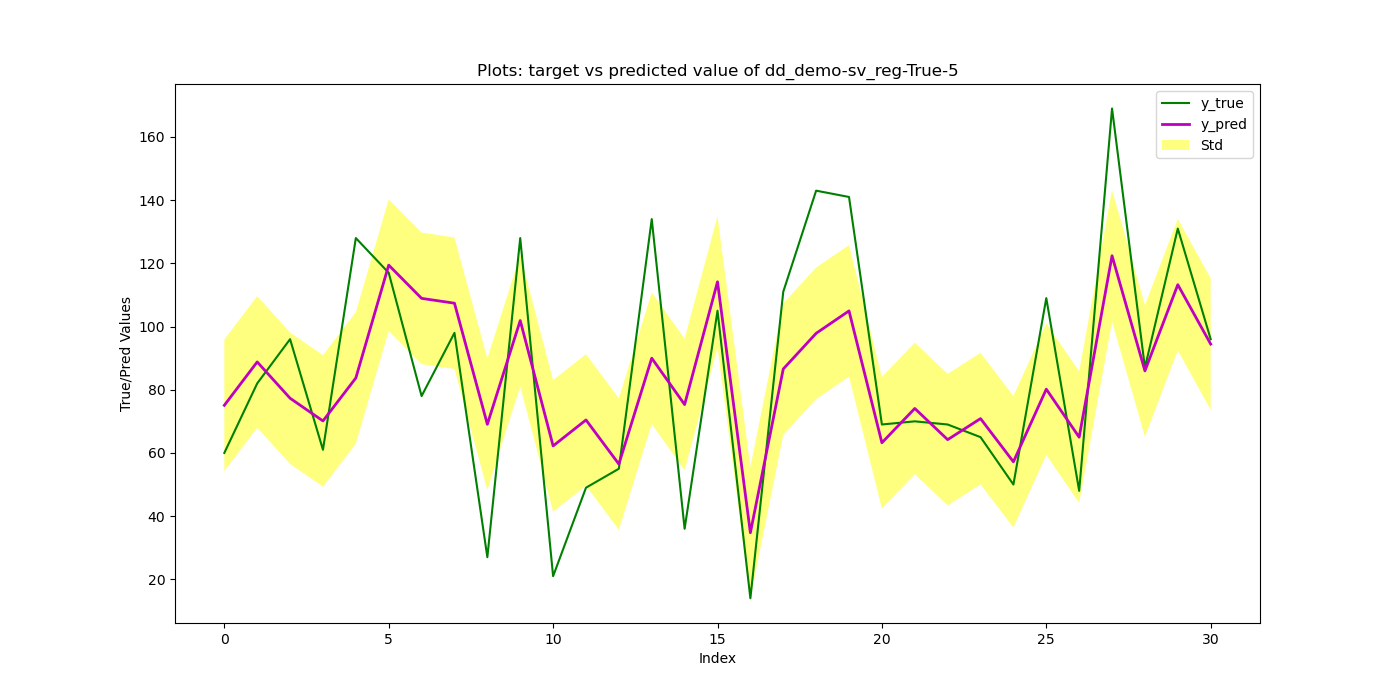 Plots: target vs predicted value of dd_demo-sv_reg-True-5
y_true
y_pred
Std
True/Pred Values
160
140
120
100
80
60
40
20
0 5 10 15 20 25 30
Index